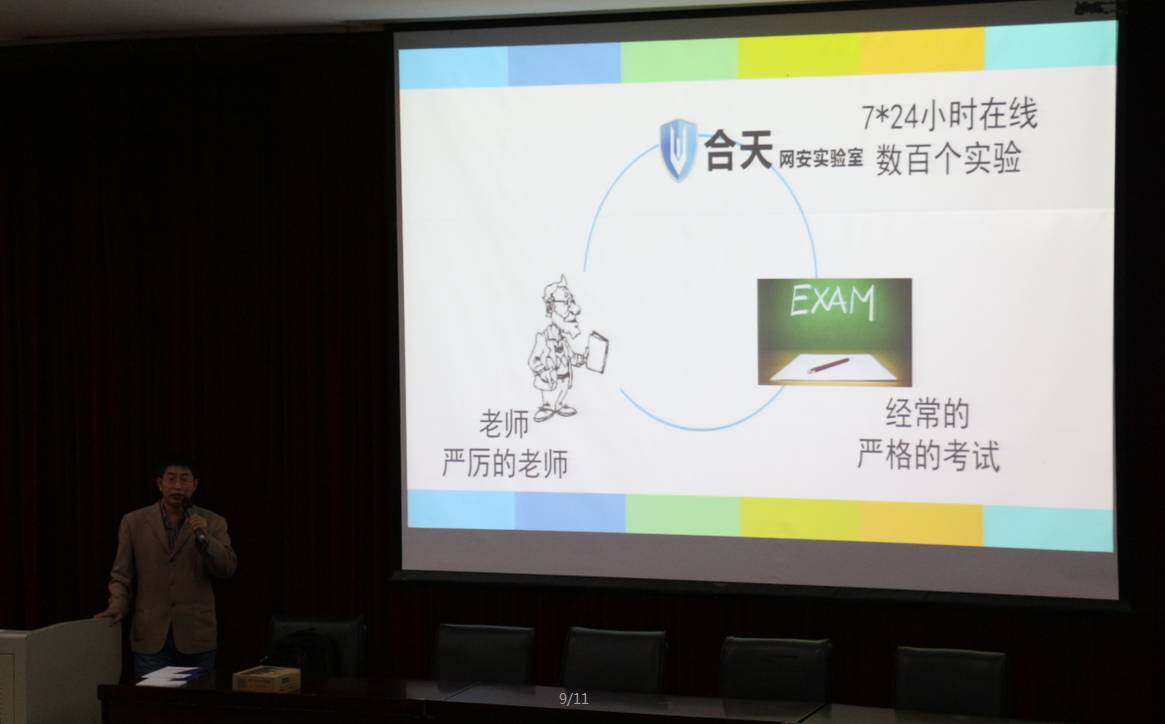 合天网安实验室
7*24小时在线
数百个实验
EXAM
老师
严厉的老师
经常的
严格的考试
9/11